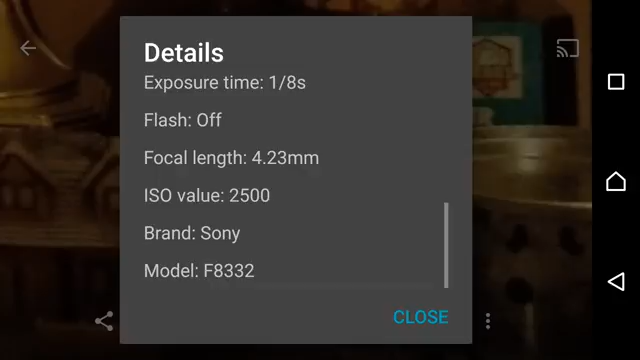 Details
Exposure time: 1/8s
Flash: Off
Focal length: 4.23mm
ISO value: 2500
Brand: Sony
Model: F8332
CLOSE